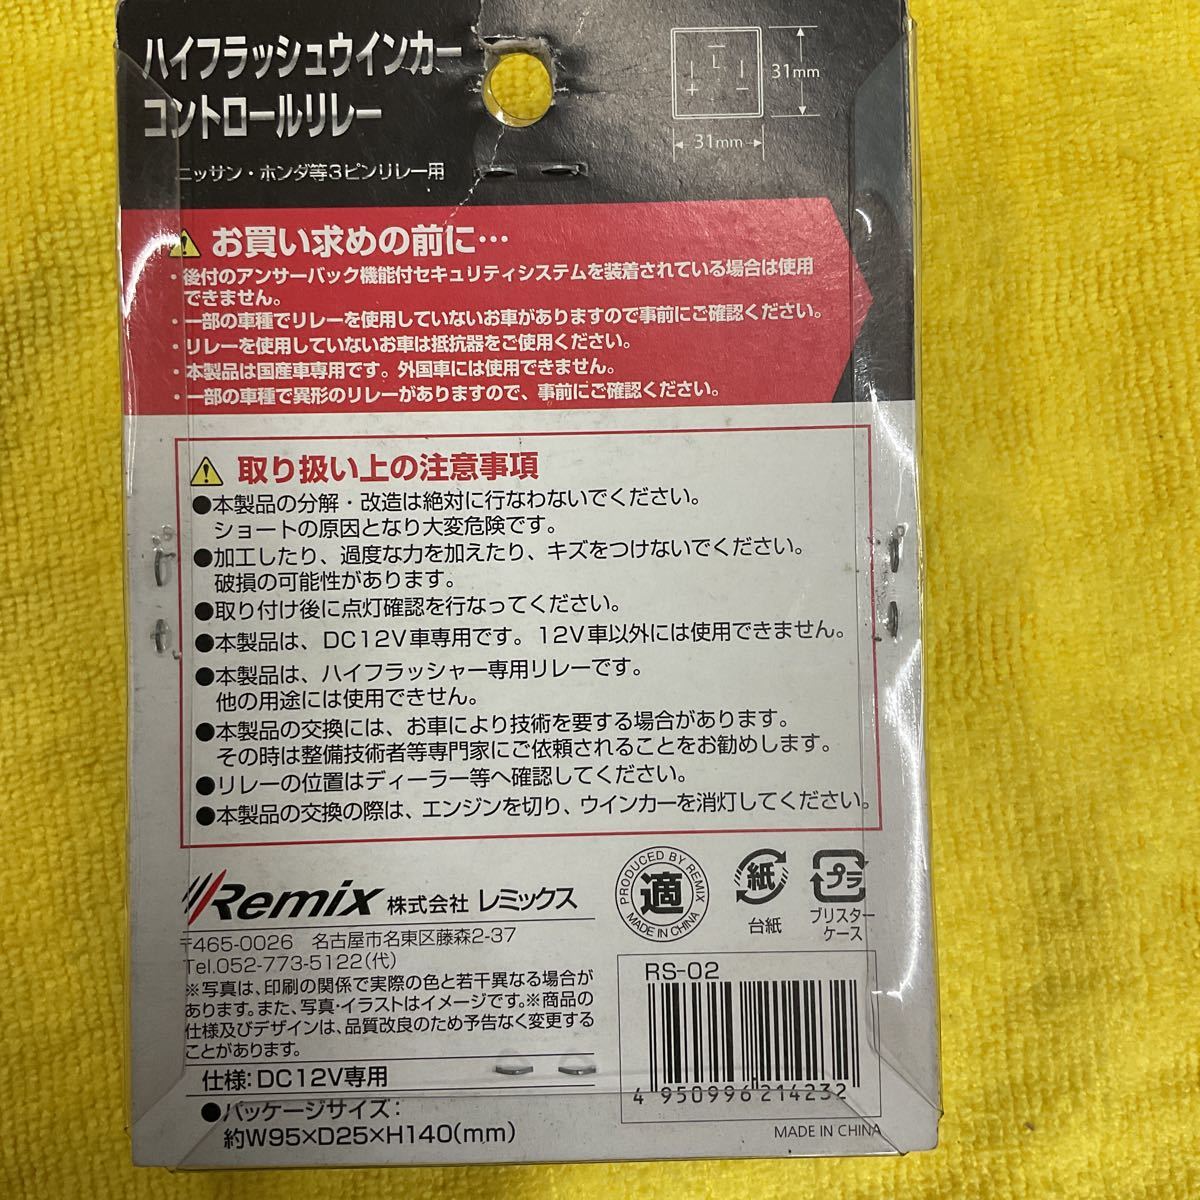 ハイフラッシュウインカー
コントロールリレー
ニッサン・ホンダ等3ピンリレー用
L
31mm
31mm
お買い求めの前に…
・後付のアンサーバック機能付セキュリティシステムを装着されている場合は使用
できません。
・一部の車種でリレーを使用していないお車がありますので事前にご確認ください。
・リレーを使用していないお車は抵抗器をご使用ください。
・本製品は国産車専用です。外国車には使用できません。
・一部の車種で異形のリレーがありますので、事前にご確認ください。
取り扱い上の注意事項
●本製品の分解・改造は絶対に行なわないでください。
ショートの原因となり大変危険です。
●加工したり、過度な力を加えたり、キズをつけないでください。
破損の可能性があります。
●取り付け後に点灯確認を行なってください。
●本製品は、DC12V車専用です。12V車以外には使用できません。
●本製品は、ハイフラッシャー専用リレーです。
他の用途には使用できせん。
●本製品の交換には、お車により技術を要する場合があります。
その時は整備技術者等専門家にご依頼されることをお勧めします。
●リレーの位置はディーラー等へ確認してください。
●本製品の交換の際は、エンジンを切り、ウインカーを消灯してください。
Remix 株式会社 レミックス
〒465-0026 名古屋市名東区藤森2-37
Tel.052-773-5122(代)
※写真は、印刷の関係で実際の色と若干異なる場合が
あります。また、写真・イラストはイメージです。※商品の
仕様及びデザインは、品質改良のため予告なく変更する
ことがあります。
仕様:DC12V専用
●パッケージサイズ:
約W95×D25×H140(mm)
PRODUCED BY REMIX
適
MADE IN CHINA
紙
台紙
プラ
ブリスター
ケース
RS-02
4 950996 214232
MADE IN CHINA